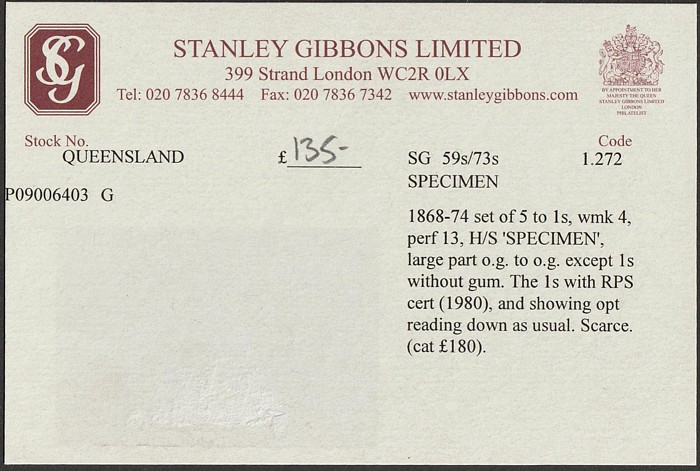 SG
STANLEY GIBBONS LIMITED
399 Strand London WC2R 0LX
Tel: 020 7836 8444 Fax: 020 7836 7342 www.stanleygibbons.com
BY APPOINTMENT TO HER
MAJESTY THE QUEEN
STANLEY GIBBONS LIMITED
LONDON
PHILATELIST
Stock No.
QUEENSLAND
£ 135-
SG 59s/73s
SPECIMEN
Code
1.272
P09006403 G
1868-74 set of 5 to 1s, wmk 4,
perf 13, H/S 'SPECIMEN',
large part o.g. to o.g. except 1s
without gum. The 1s with RPS
cert (1980), and showing opt
reading down as usual. Scarce.
(cat £180).